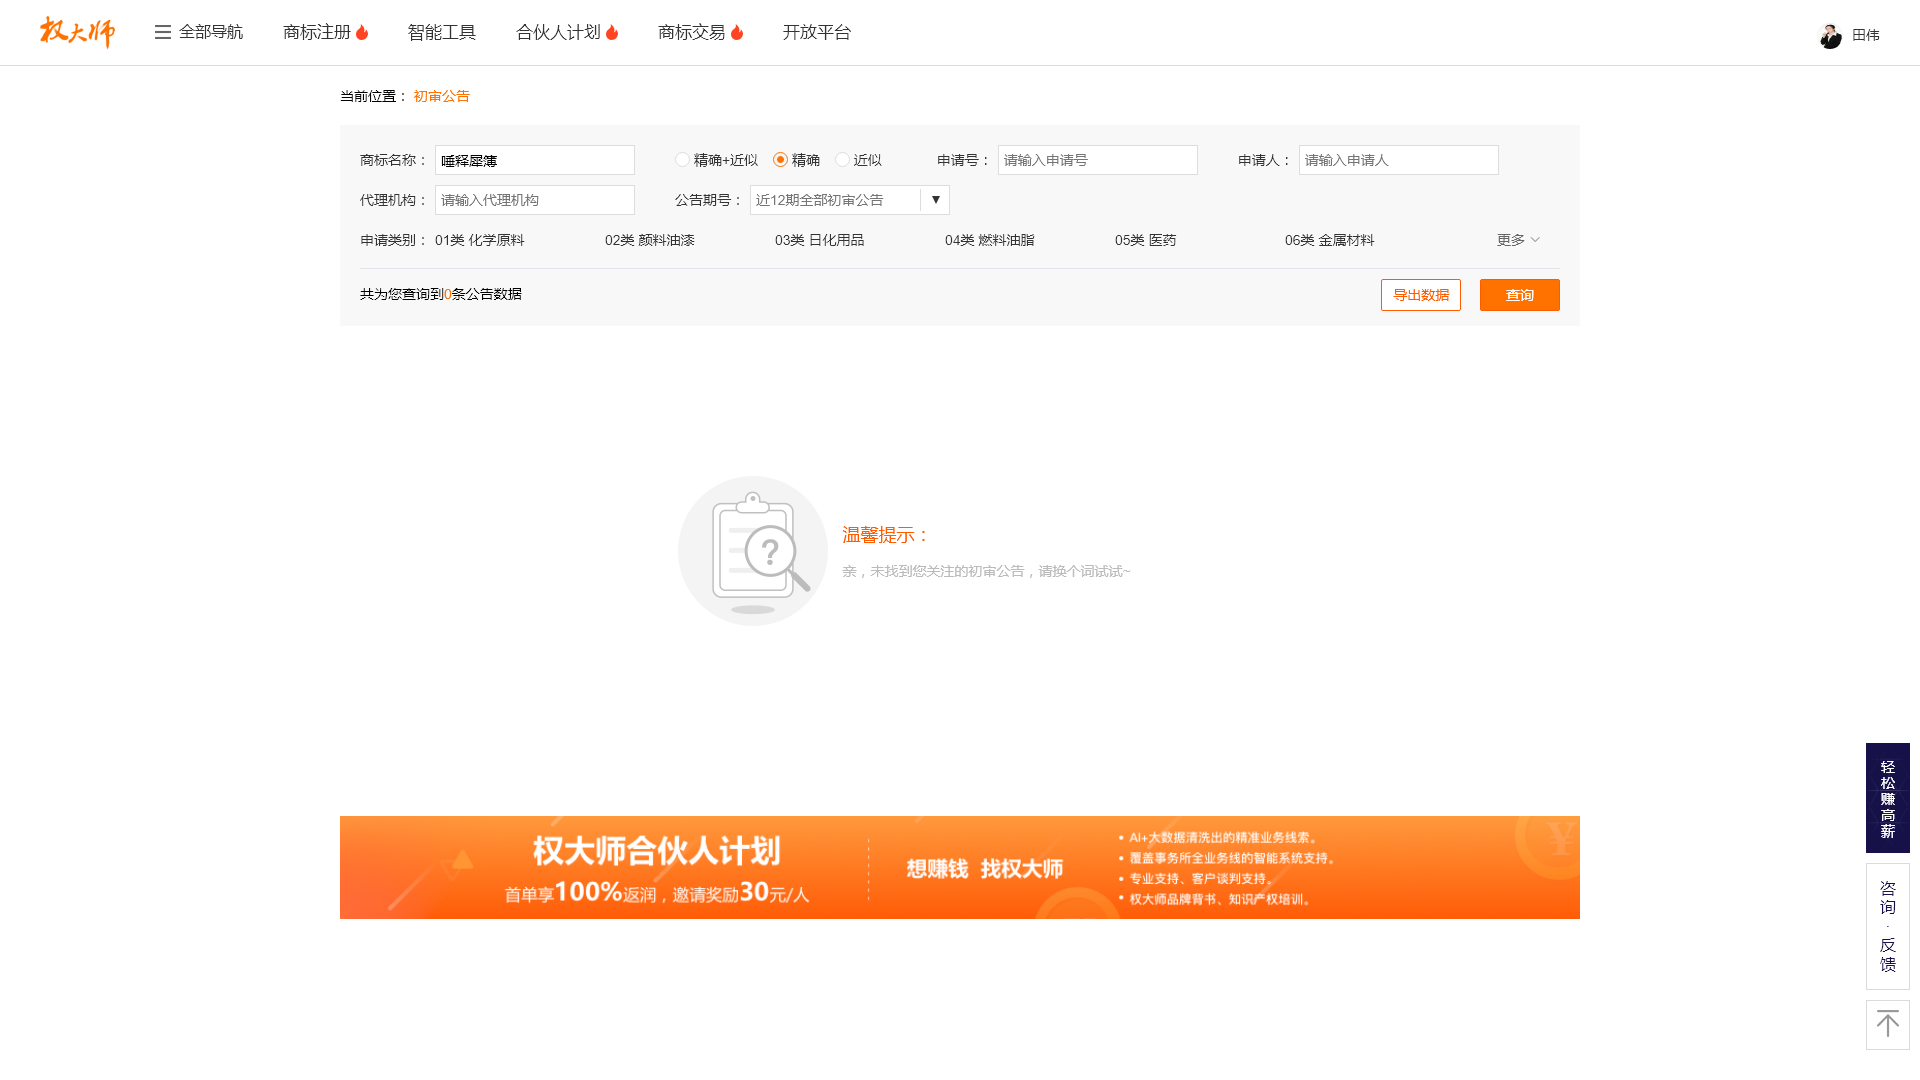 权大师 全部导航 商标注册 智能工具 合伙人计划 商标交易 开放平台 田伟
当前位置： 初审公告
商标名称： 唾释犀簿 精确+近似 精确 近似 申请号： 请输入申请号 申请人： 请输入申请人
代理机构： 请输入代理机构 公告期号： 近12期全部初审公告 ▼
申请类别： 01类 化学原料 02类 颜料油漆 03类 日化用品 04类 燃料油脂 05类 医药 06类 金属材料 更多
共为您查询到0条公告数据 导出数据 查询
?
温馨提示：
亲，未找到您关注的初审公告，请换个词试试~
权大师合伙人计划
首单享100%返润，邀请奖励30元/人
想赚钱 找权大师
• AI+大数据清洗出的精准业务线索。
• 覆盖事务所全业务线的智能系统支持。
• 专业支持、客户谈判支持。
• 权大师品牌背书、知识产权培训。
¥
轻松赚高薪
咨询·反馈